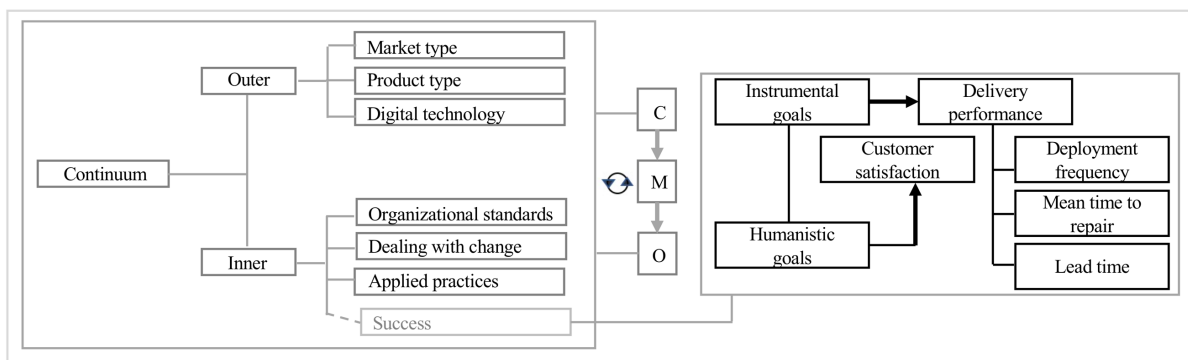 Continuum
Outer
Market type
Product type
Digital technology
Inner
Organizational standards
Dealing with change
Applied practices
Success
C
M
O
Instrumental
goals
Delivery
performance
Customer
satisfaction
Humanistic
goals
Deployment
frequency
Mean time to
repair
Lead time